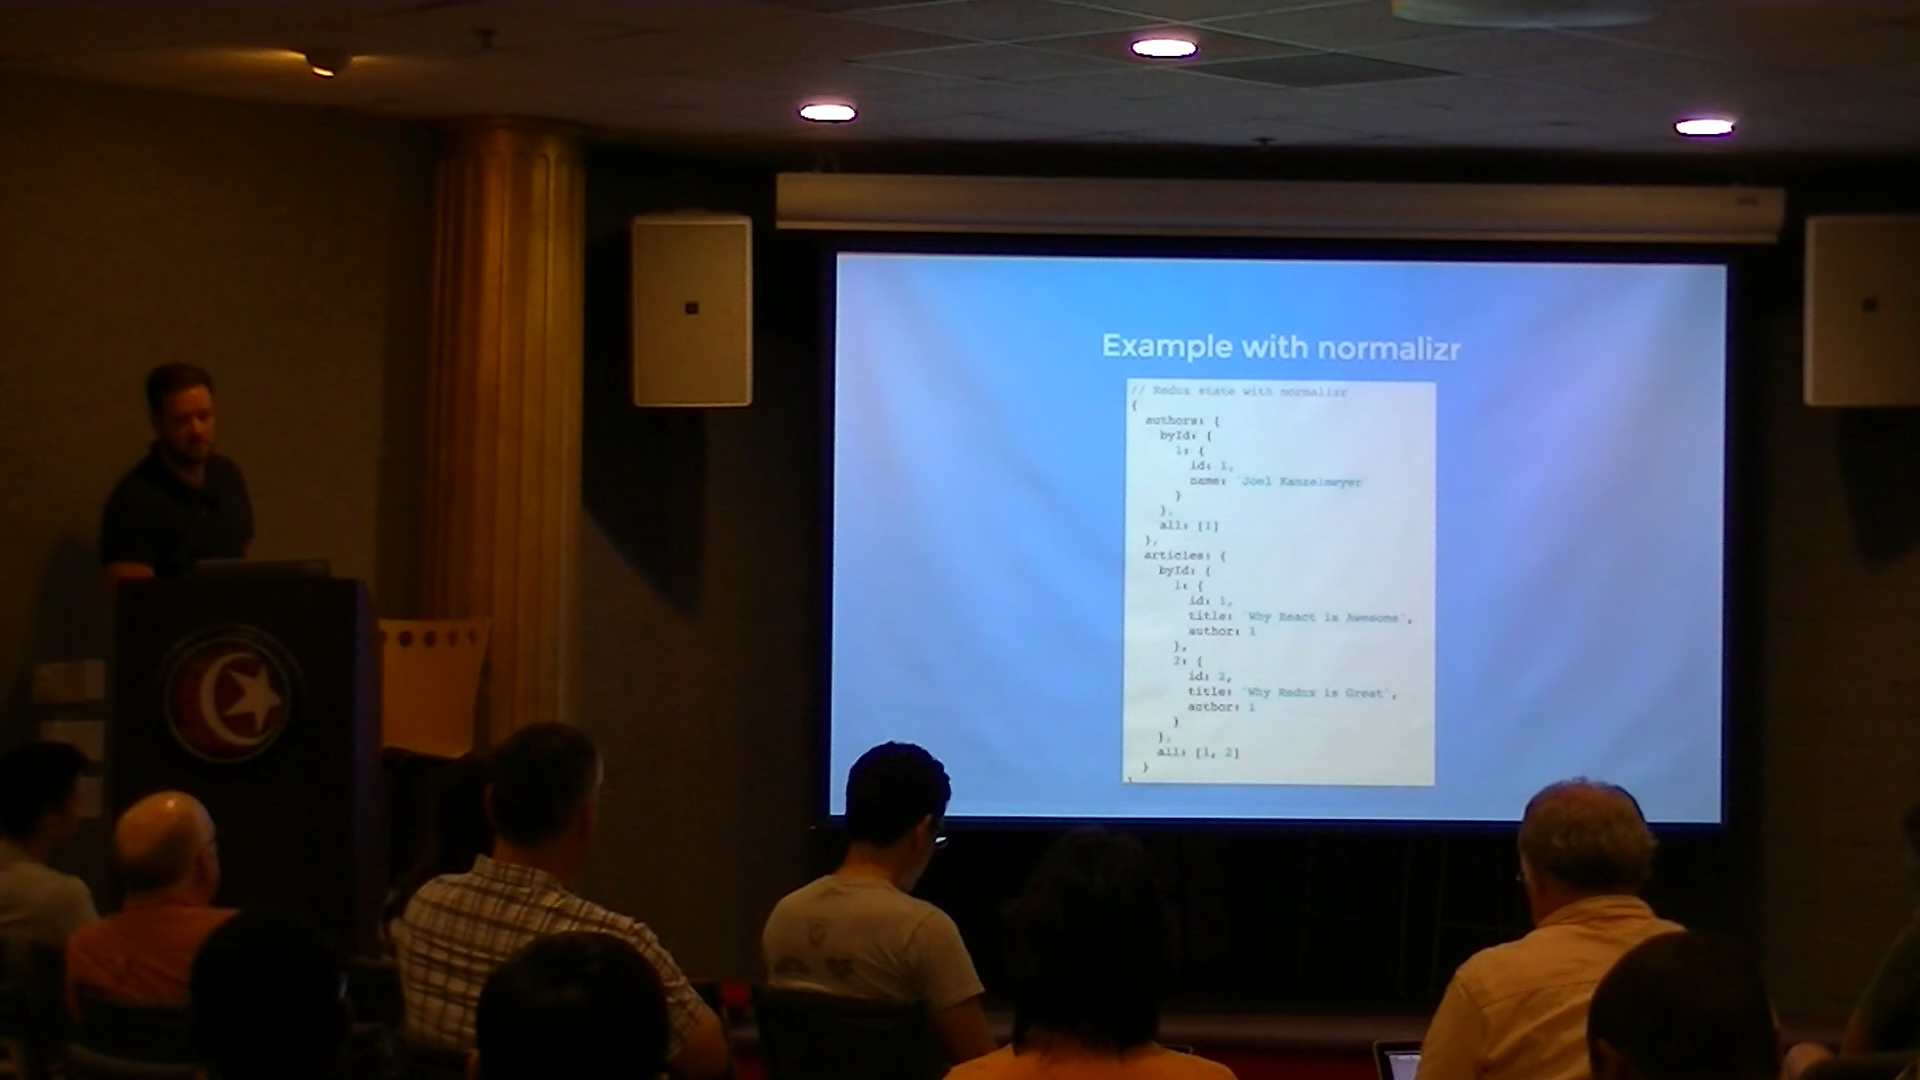 Example with normalizr
// Redux state with normalizr
{
authors: {
byId: {
1: {
id: 1,
name: 'Joel Kanzelmeyer'
}
},
all: [1]
},
articles: {
byId: {
1: {
id: 1,
title: 'Why React is Awesome',
author: 1
},
2: {
id: 2,
title: 'Why Redux is Great',
author: 1
}
},
all: [1, 2]
}
}